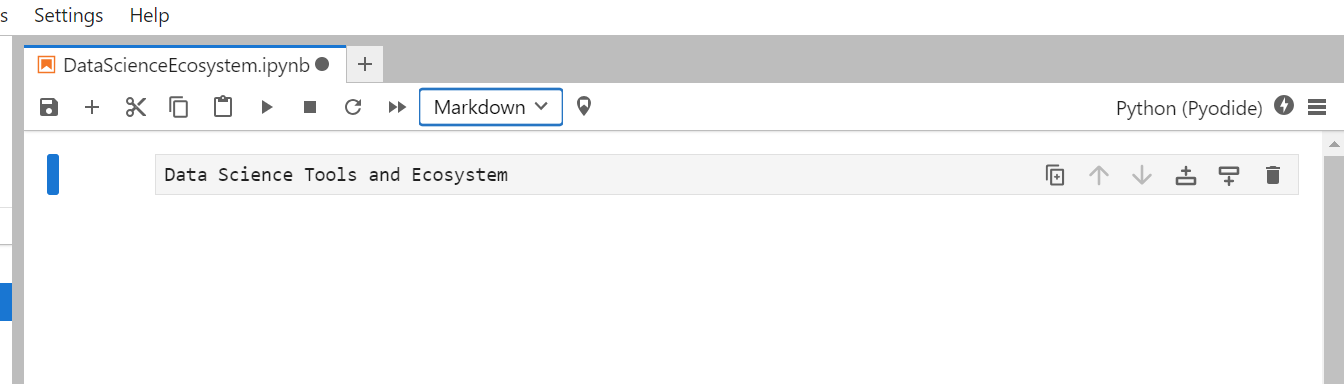 s Settings Help
DataScienceEcosystem.ipynb
Markdown Python (Pyodide)
Data Science Tools and Ecosystem